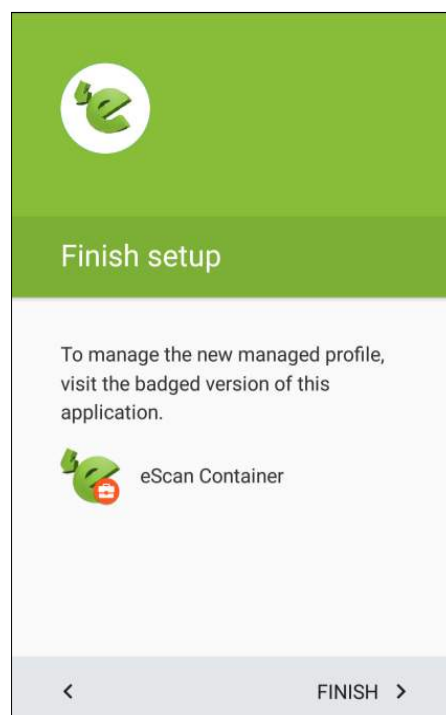 Finish setup
To manage the new managed profile,
visit the badged version of this
application.
eScan Container
FINISH